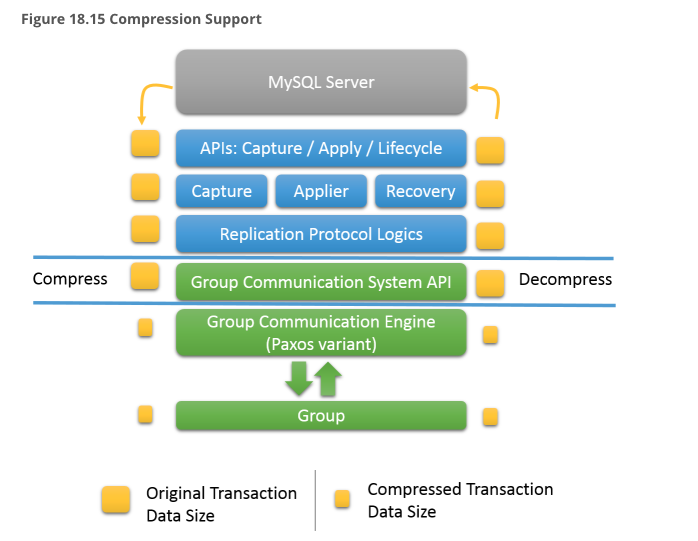 Figure 18.15 Compression Support
MySQL Server
APIs: Capture / Apply / Lifecycle
Capture
Applier
Recovery
Replication Protocol Logics
Compress
Group Communication System API
Decompress
Group Communication Engine
(Paxos variant)
Group
Original Transaction
Data Size
Compressed Transaction
Data Size